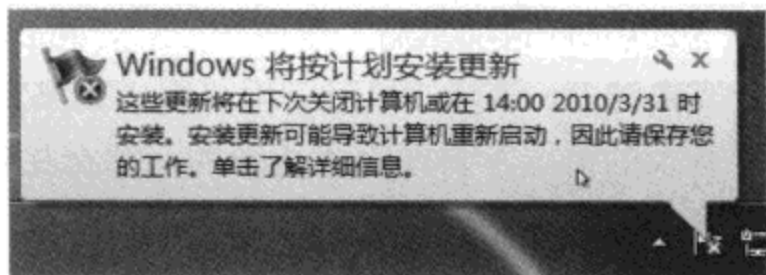 Windows 将按计划安装更新
这些更新将在下次关闭计算机或在 14:00 2010/3/31 时
安装。安装更新可能导致计算机重新启动，因此请保存您
的工作。单击了解详细信息。